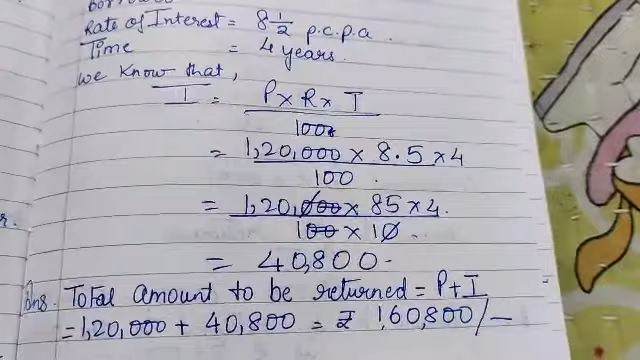 Rate of Interest = 8 1/2 p.c.p.a.
Time = 4 years.
We know that,
I = P x R x T
100
= 1,20,000 x 8.5 x 4
100.
= 1,20,000 x 85 x 4.
100 x 10.
= 40,800.
Ans. Total amount to be returned = P+I
= 1,20,000 + 40,800 = ₹ 1,60,800/-